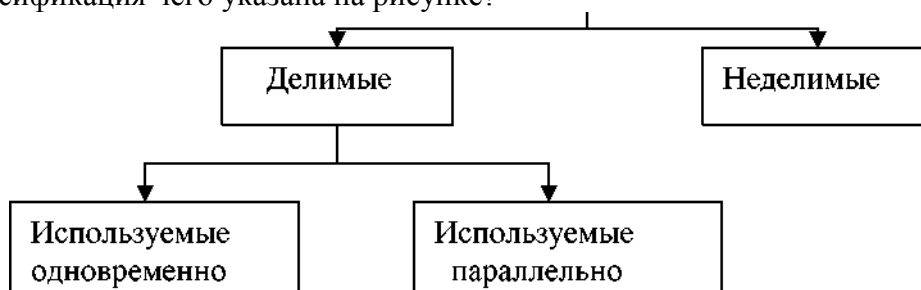 чего указана на рисунке?
Делимые
Неделимые
Используемые
одновременно
Используемые
параллельно